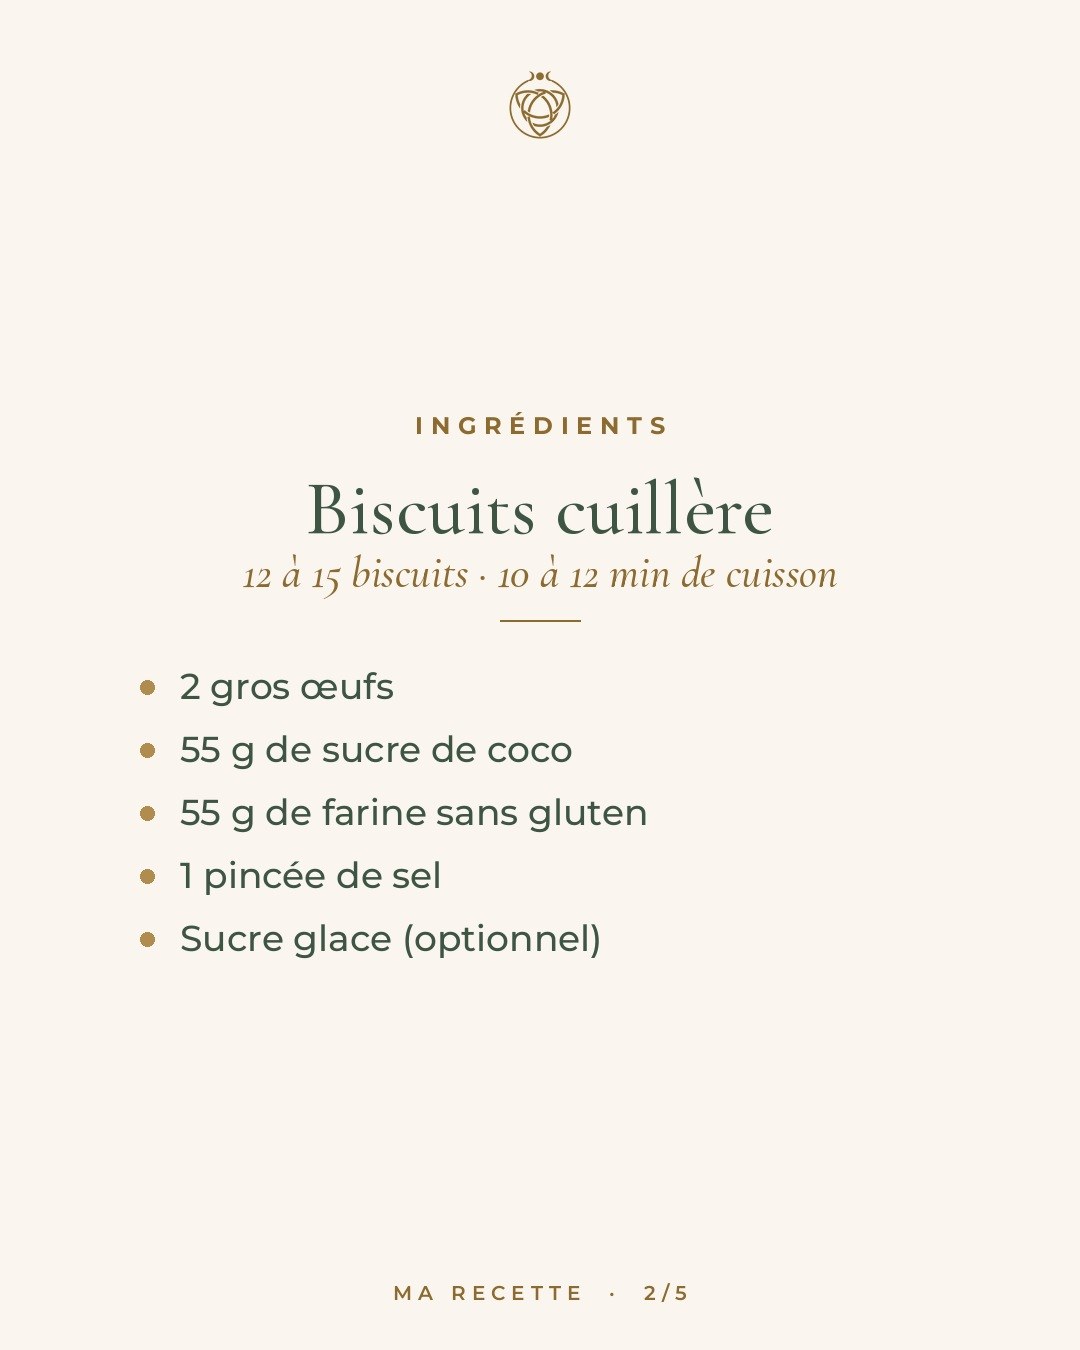 INGRÉDIENTS
Biscuits cuillère
12 à 15 biscuits · 10 à 12 min de cuisson
2 gros œufs
55 g de sucre de coco
55 g de farine sans gluten
1 pincée de sel
Sucre glace (optionnel)
MA RECETTE · 2/5